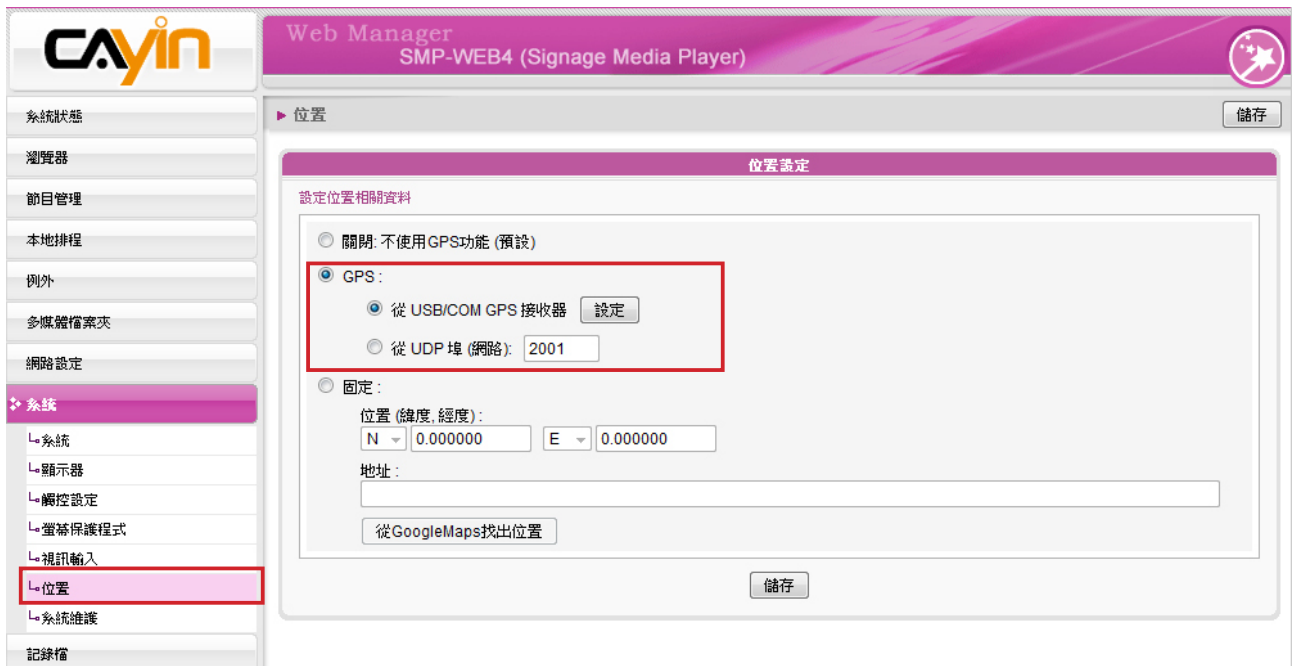 CAYIN
Web Manager
SMP-WEB4 (Signage Media Player)
系統狀態
瀏覽器
節目管理
本地排程
例外
多媒體檔案夾
網路設定
系統
系統
顯示器
觸控設定
螢幕保護程式
視訊輸入
位置
系統維護
記錄檔
位置
儲存
位置設定
設定位置相關資料
關閉: 不使用GPS功能 (預設)
GPS :
從 USB/COM GPS 接收器 設定
從 UDP 埠 (網路): 2001
固定 :
位置 (緯度, 經度) :
N 0.000000 E 0.000000
地址 :
從GoogleMaps找出位置
儲存